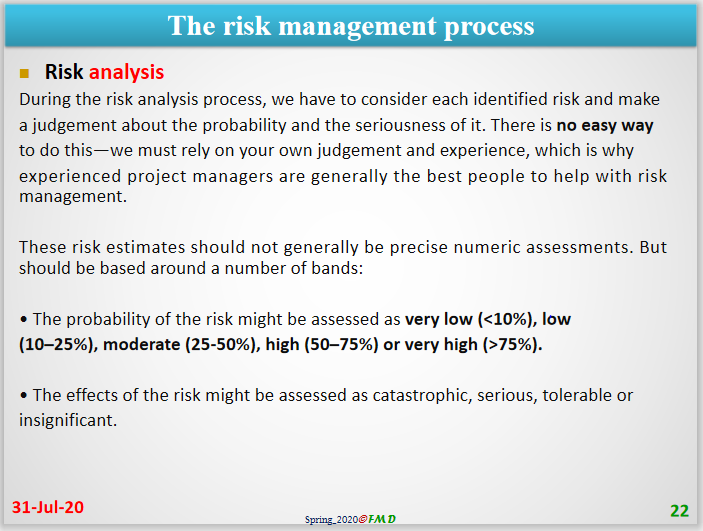 The risk management process
Risk analysis
During the risk analysis process, we have to consider each identified risk and make
a judgement about the probability and the seriousness of it. There is no easy way
to do this—we must rely on your own judgement and experience, which is why
experienced project managers are generally the best people to help with risk
management.
These risk estimates should not generally be precise numeric assessments. But
should be based around a number of bands:
• The probability of the risk might be assessed as very low (<10%), low
(10–25%), moderate (25-50%), high (50–75%) or very high (>75%).
• The effects of the risk might be assessed as catastrophic, serious, tolerable or
insignificant.
31-Jul-20
Spring_2020@FMD
22